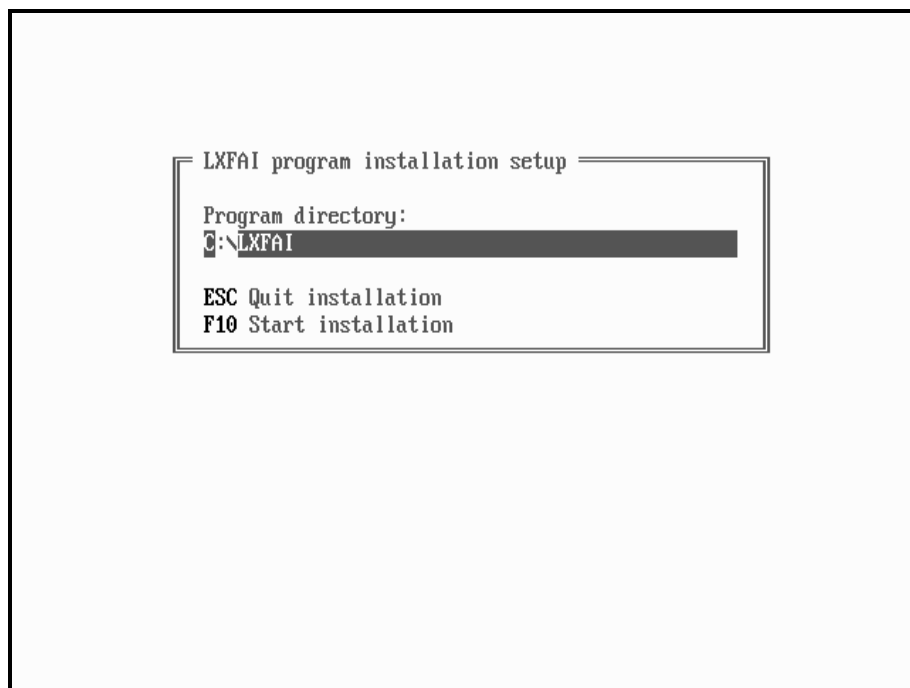 LXFAI program installation setup
Program directory:
C:\LXFAI
ESC Quit installation
F10 Start installation